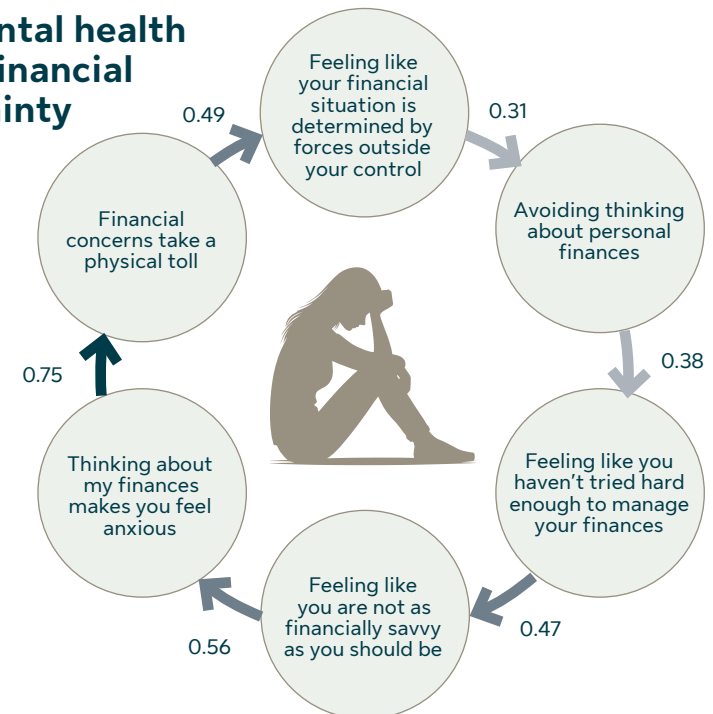 ntal health
inancial
inty
Feeling like
your financial
situation is
determined by
forces outside
your control
0.31
Avoiding thinking
about personal
finances
0.38
Feeling like you
haven't tried hard
enough to manage
your finances
0.47
Feeling like
you are not as
financially savvy
as you should be
0.56
Thinking about
my finances
makes you feel
anxious
0.75
Financial
concerns take a
physical toll
0.49